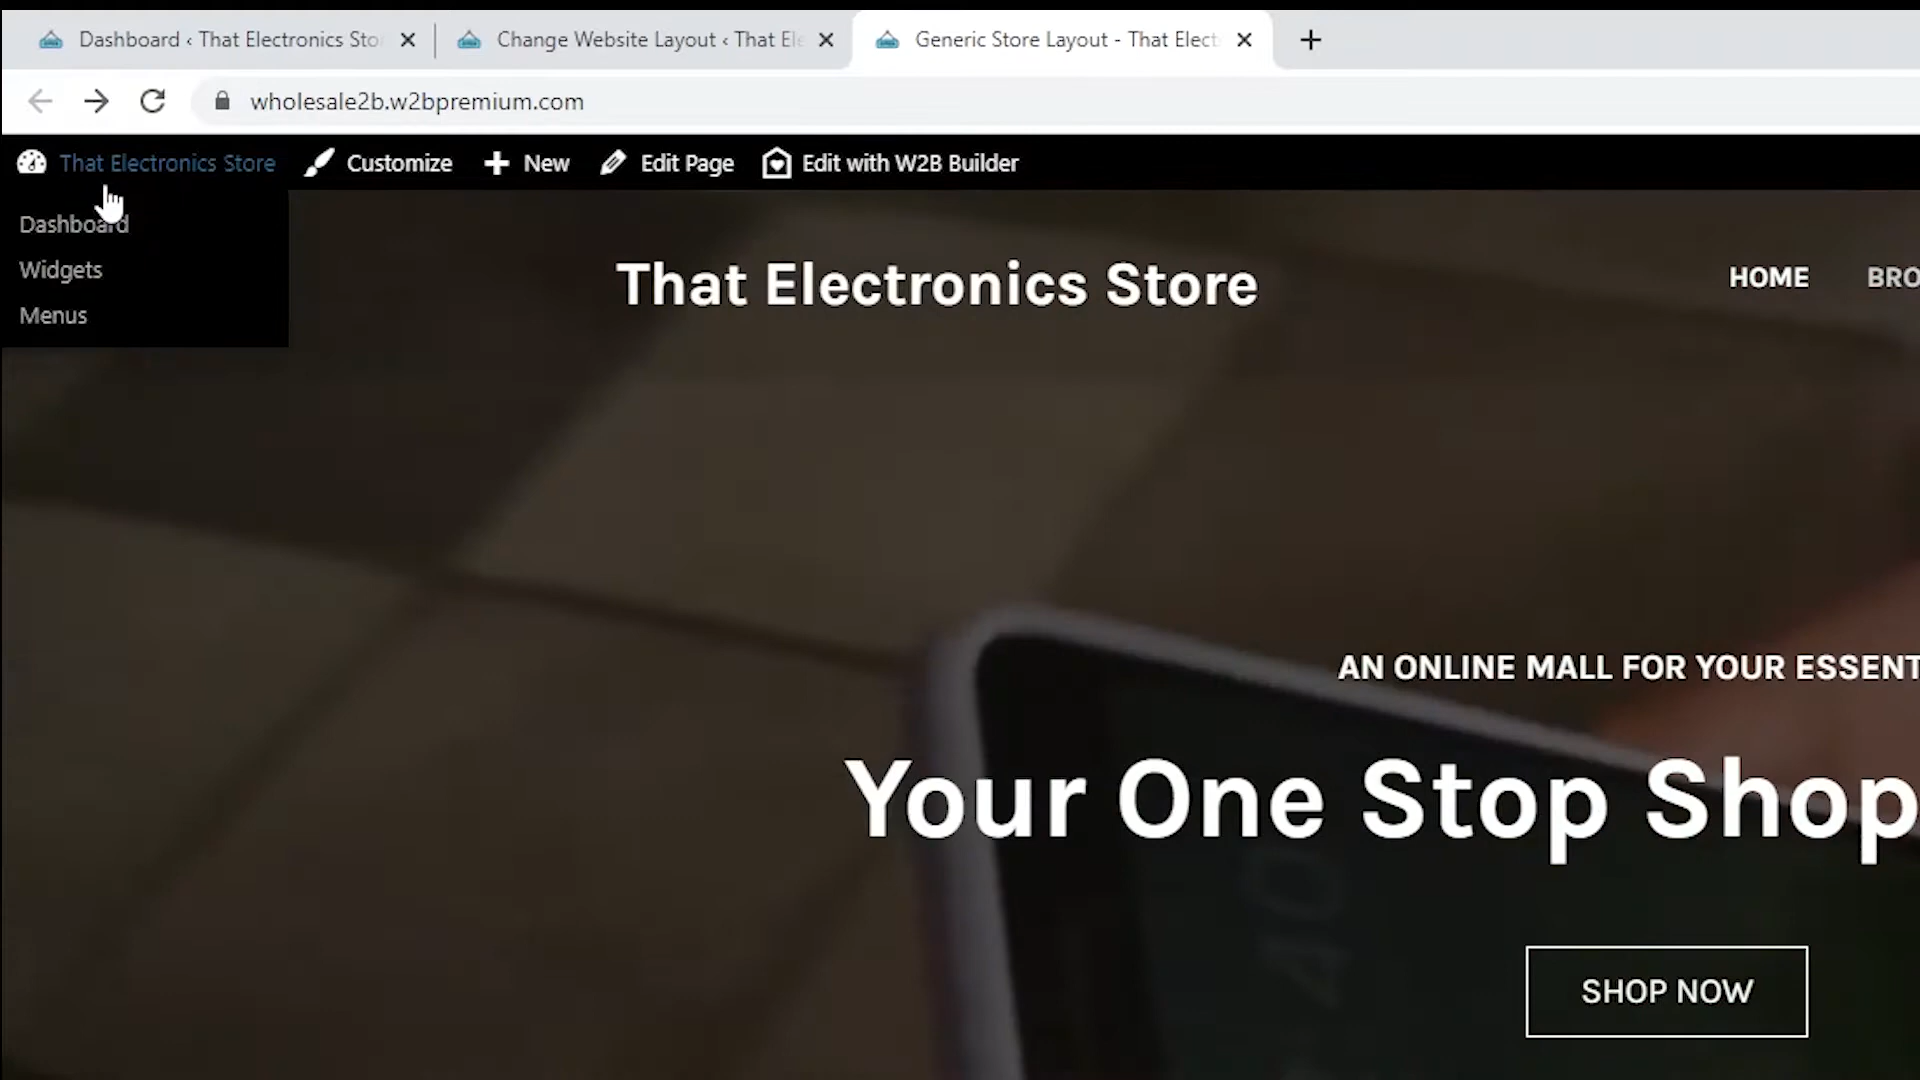 Dashboard ‹ That Electronics Sto
Change Website Layout ‹ That Ele
Generic Store Layout - That Elect
wholesale2b.w2bpremium.com
That Electronics Store
Customize
New
Edit Page
Edit with W2B Builder
Dashboard
Widgets
Menus
That Electronics Store
HOME
BRO
AN ONLINE MALL FOR YOUR ESSENT
Your One Stop Shop
SHOP NOW